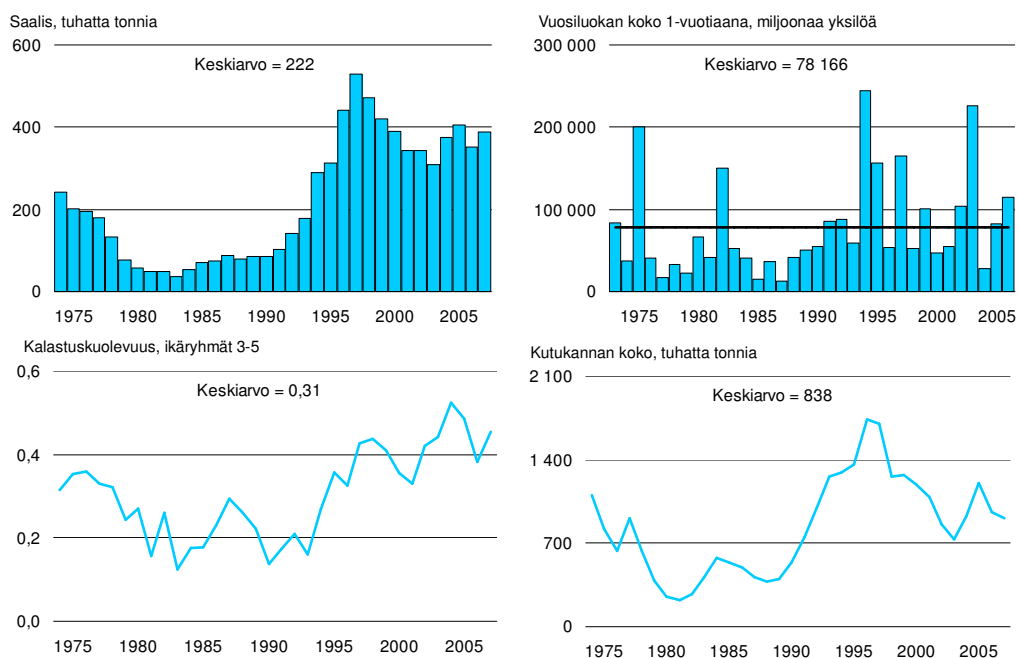 Saalis, tuhatta tonnia
600
Keskiarvo = 222
400
200
0
1975 1980 1985 1990 1995 2000 2005
Vuosiluokan koko 1-vuotiaana, miljoonaa yksilöä
300 000
Keskiarvo = 78 166
200 000
100 000
0
1975 1980 1985 1990 1995 2000 2005
Kalastuskuolevuus, ikäryhmät 3-5
0,6
Keskiarvo = 0,31
0,4
0,2
0,0
1975 1980 1985 1990 1995 2000 2005
Kutukannan koko, tuhatta tonnia
2 100
Keskiarvo = 838
1 400
700
0
1975 1980 1985 1990 1995 2000 2005